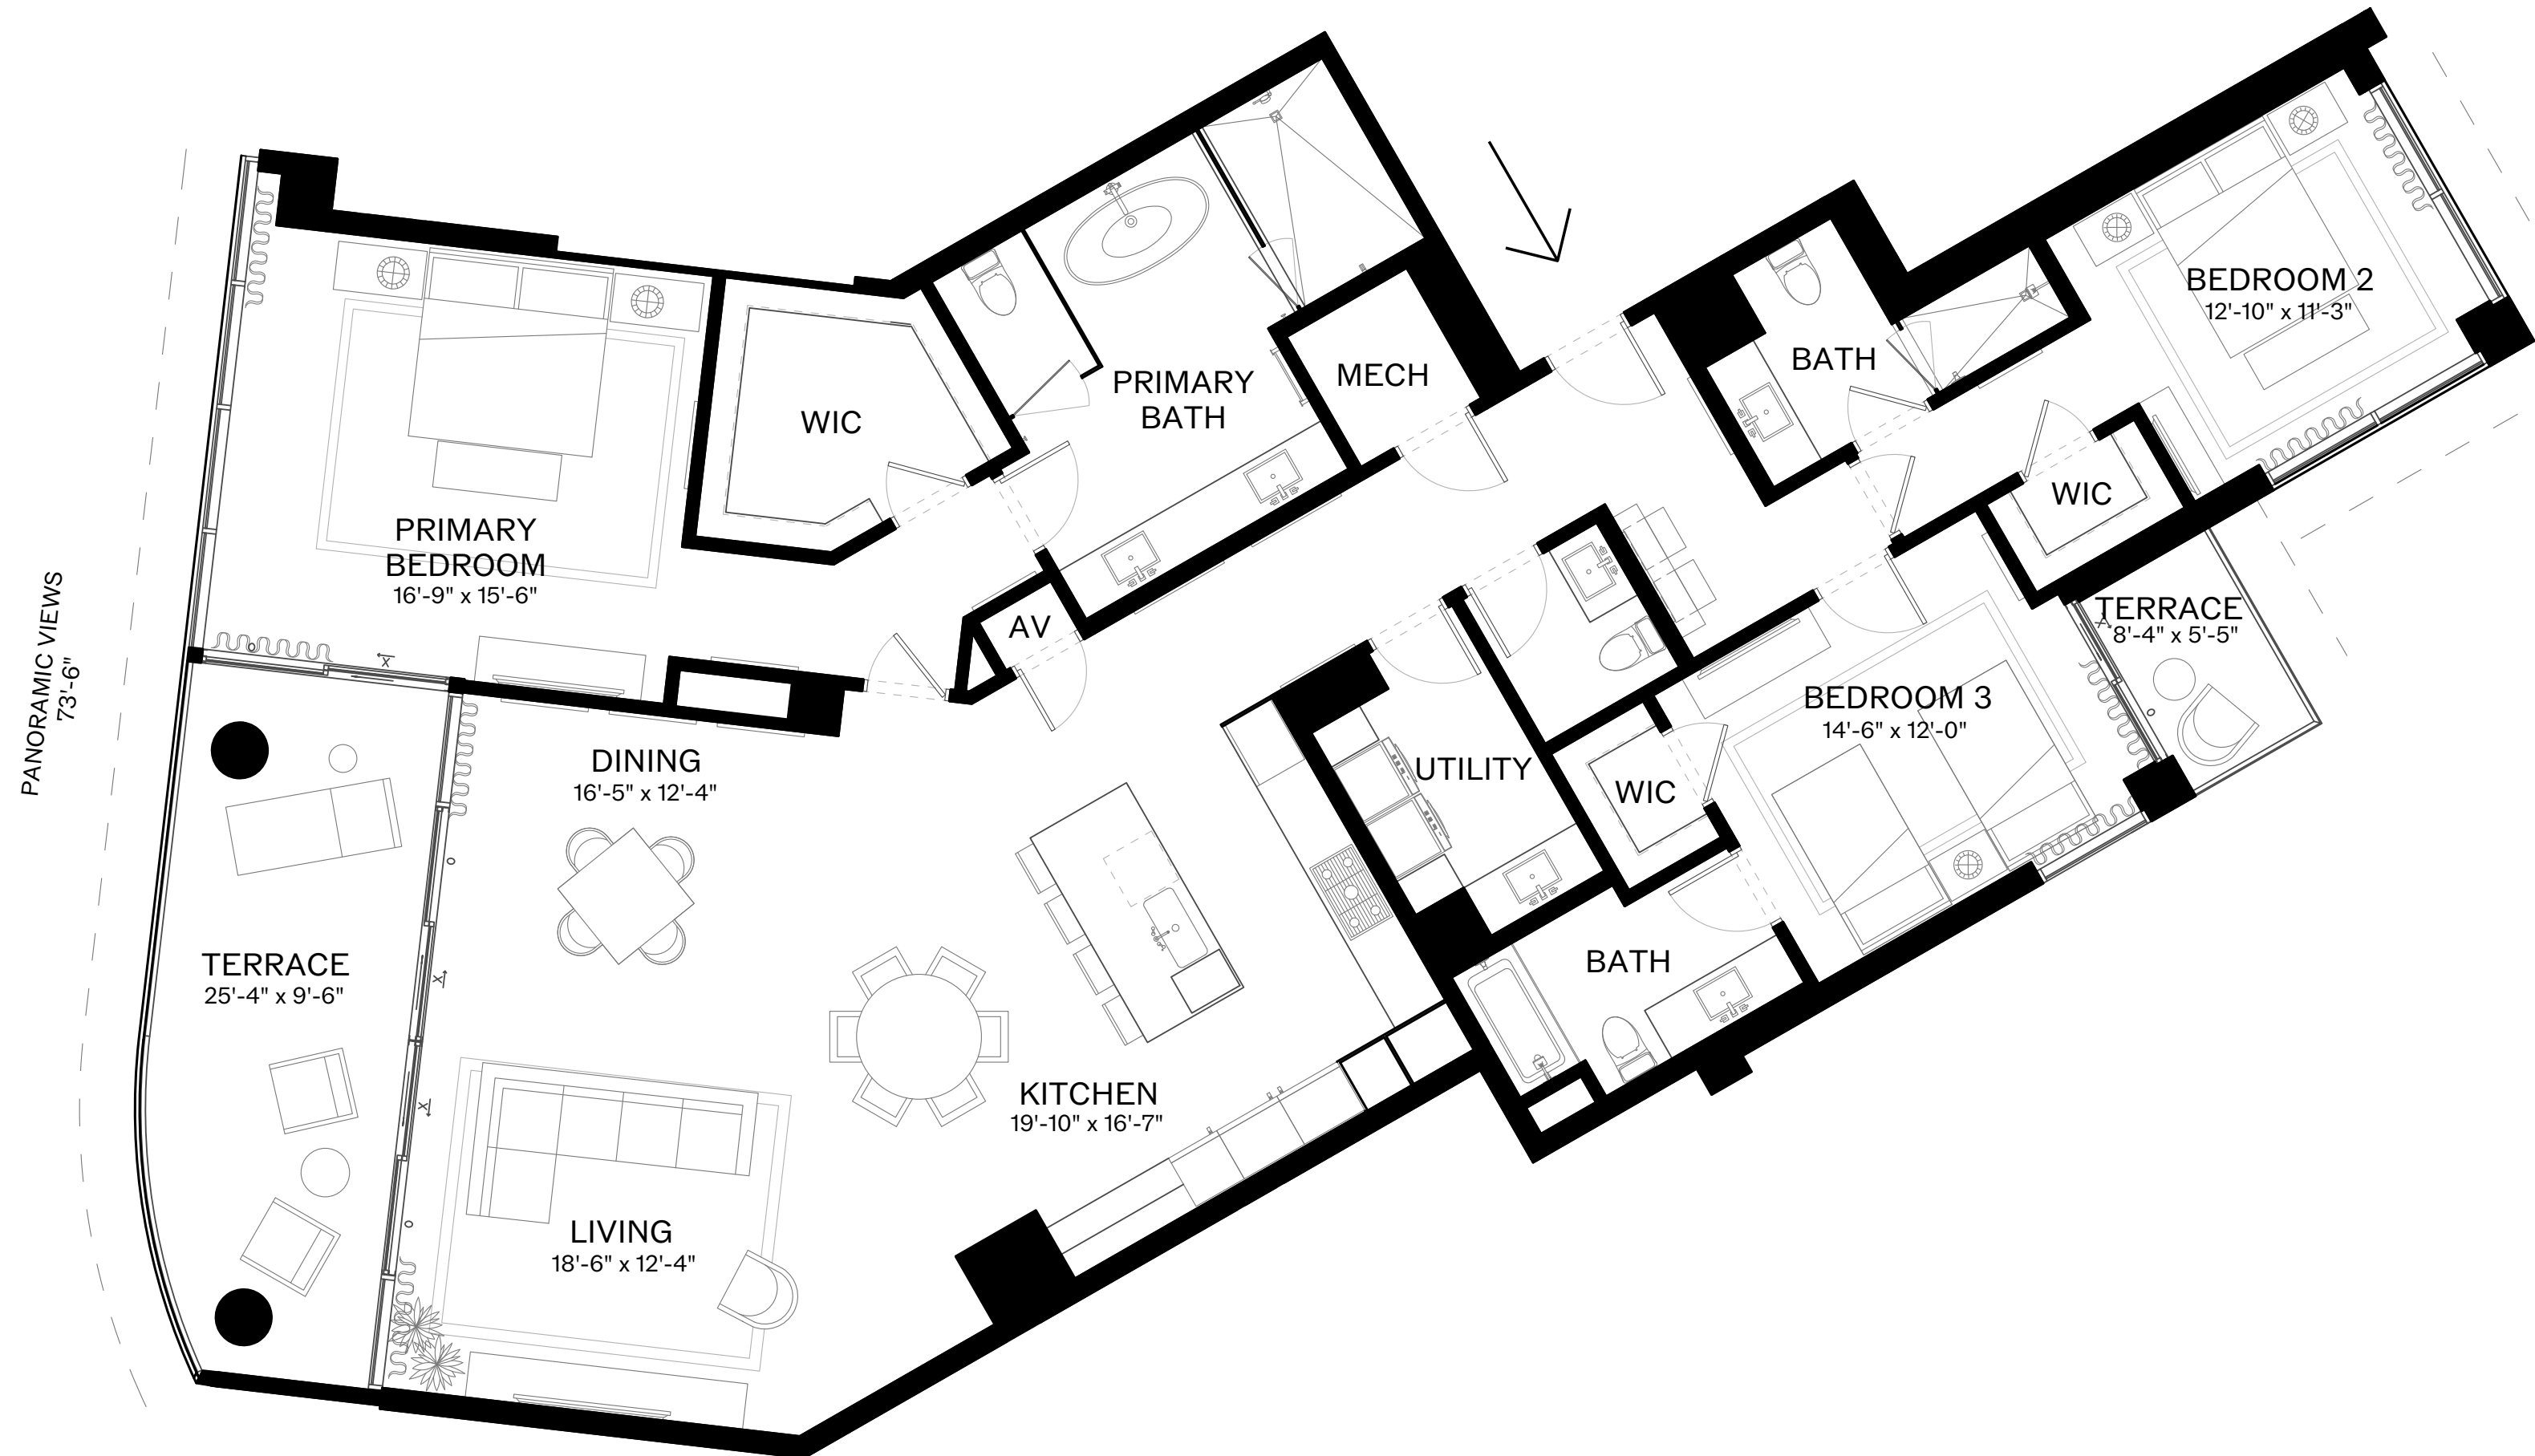 PANORAMIC VIEWS
73'-6"
PRIMARY
BEDROOM
16'-9" x 15'-6"
WIC
PRIMARY
BATH
MECH
BATH
BEDROOM 2
12'-10" x 11'-3"
WIC
AV
TERRACE
8'-4" x 5'-5"
BEDROOM 3
14'-6" x 12'-0"
UTILITY
WIC
DINING
16'-5" x 12'-4"
TERRACE
25'-4" x 9'-6"
BATH
KITCHEN
19'-10" x 16'-7"
LIVING
18'-6" x 12'-4"
X
O
X
X
O
O
X
O